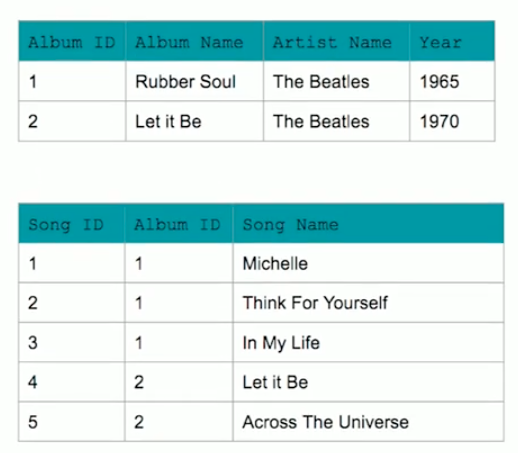 Album ID Album Name Artist Name Year
1 Rubber Soul The Beatles 1965
2 Let it Be The Beatles 1970
Song ID Album ID Song Name
1 1 Michelle
2 1 Think For Yourself
3 1 In My Life
4 2 Let it Be
5 2 Across The Universe